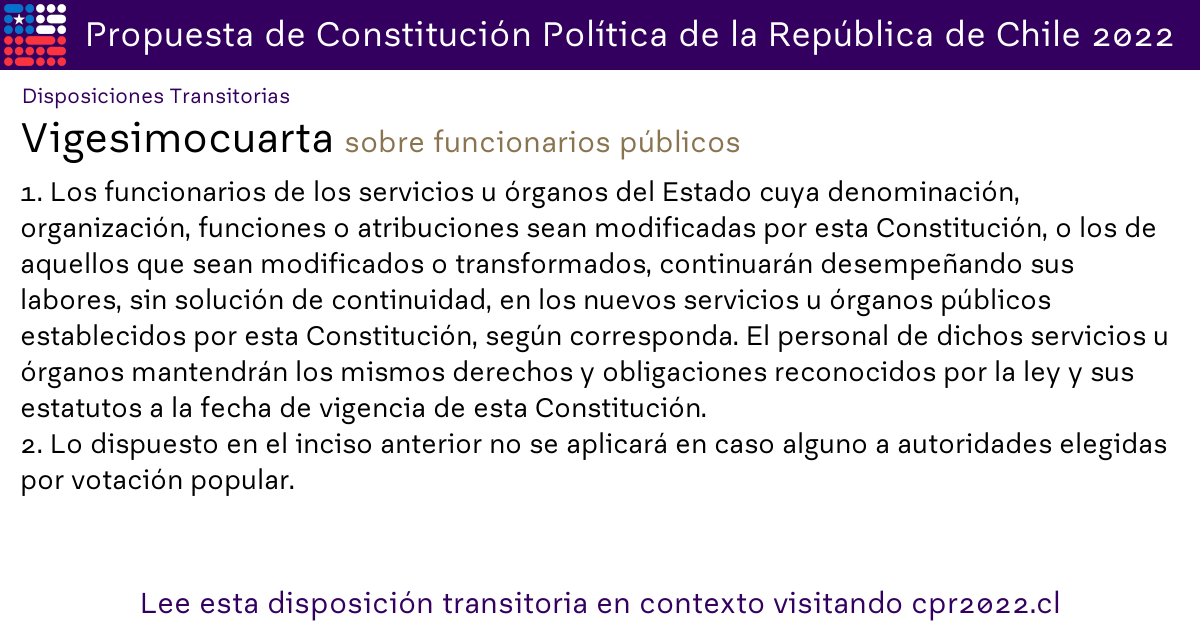 Propuesta de Constitución Política de la República de Chile 2022
Disposiciones Transitorias
Vigesimocuarta sobre funcionarios públicos
1. Los funcionarios de los servicios u órganos del Estado cuya denominación,
organización, funciones o atribuciones sean modificadas por esta Constitución, o los de
aquellos que sean modificados o transformados, continuarán desempeñando sus
labores, sin solución de continuidad, en los nuevos servicios u órganos públicos
establecidos por esta Constitución, según corresponda. El personal de dichos servicios u
órganos mantendrán los mismos derechos y obligaciones reconocidos por la ley y sus
estatutos a la fecha de vigencia de esta Constitución.
2. Lo dispuesto en el inciso anterior no se aplicará en caso alguno a autoridades elegidas
por votación popular.
Lee esta disposición transitoria en contexto visitando cpr2022.cl